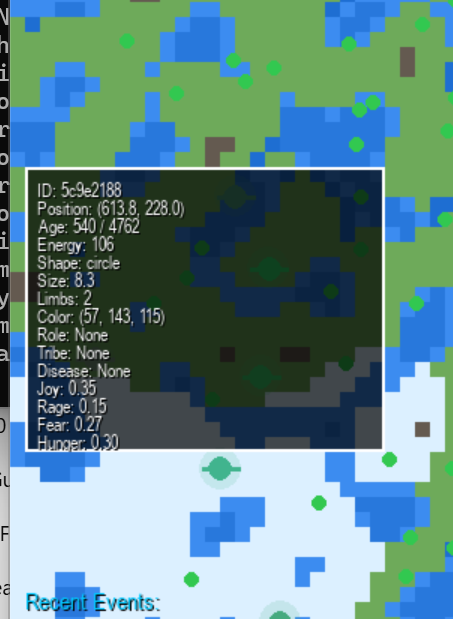 ID: 5c9e2188
Position: (613.8, 228.0)
Age: 540 / 4762
Energy: 106
Shape: circle
Size: 8.3
Limbs: 2
Color: (57, 143, 115)
Role: None
Tribe: None
Disease: None
Joy: 0.35
Rage: 0.15
Fear: 0.27
Hunger: 0.30
Recent Events: